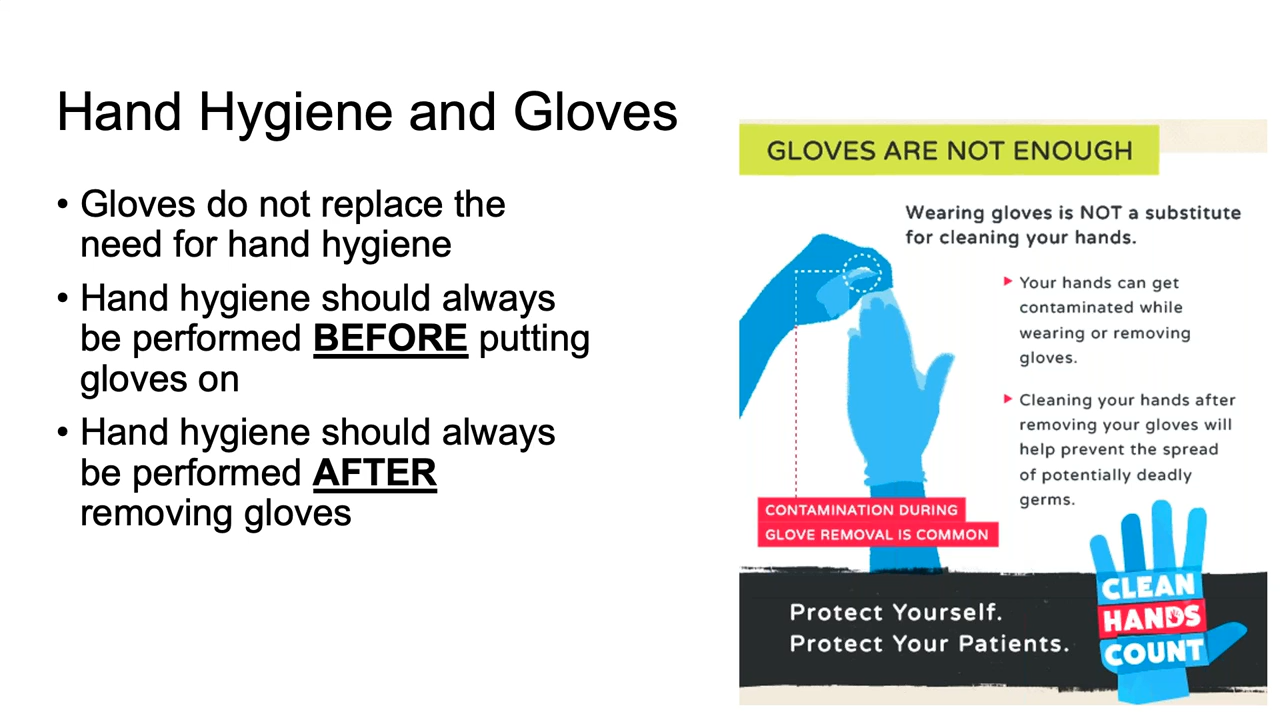 Hand Hygiene and Gloves
• Gloves do not replace the
need for hand hygiene
• Hand hygiene should always
be performed BEFORE putting
gloves on
• Hand hygiene should always
be performed AFTER
removing gloves
GLOVES ARE NOT ENOUGH
Wearing gloves is NOT a substitute
for cleaning your hands.
Your hands can get
contaminated while
wearing or removing
gloves.
Cleaning your hands after
removing your gloves will
help prevent the spread
of potentially deadly
germs.
CONTAMINATION DURING
GLOVE REMOVAL IS COMMON
Protect Yourself.
Protect Your Patients.
CLEAN
HANDS
COUNT